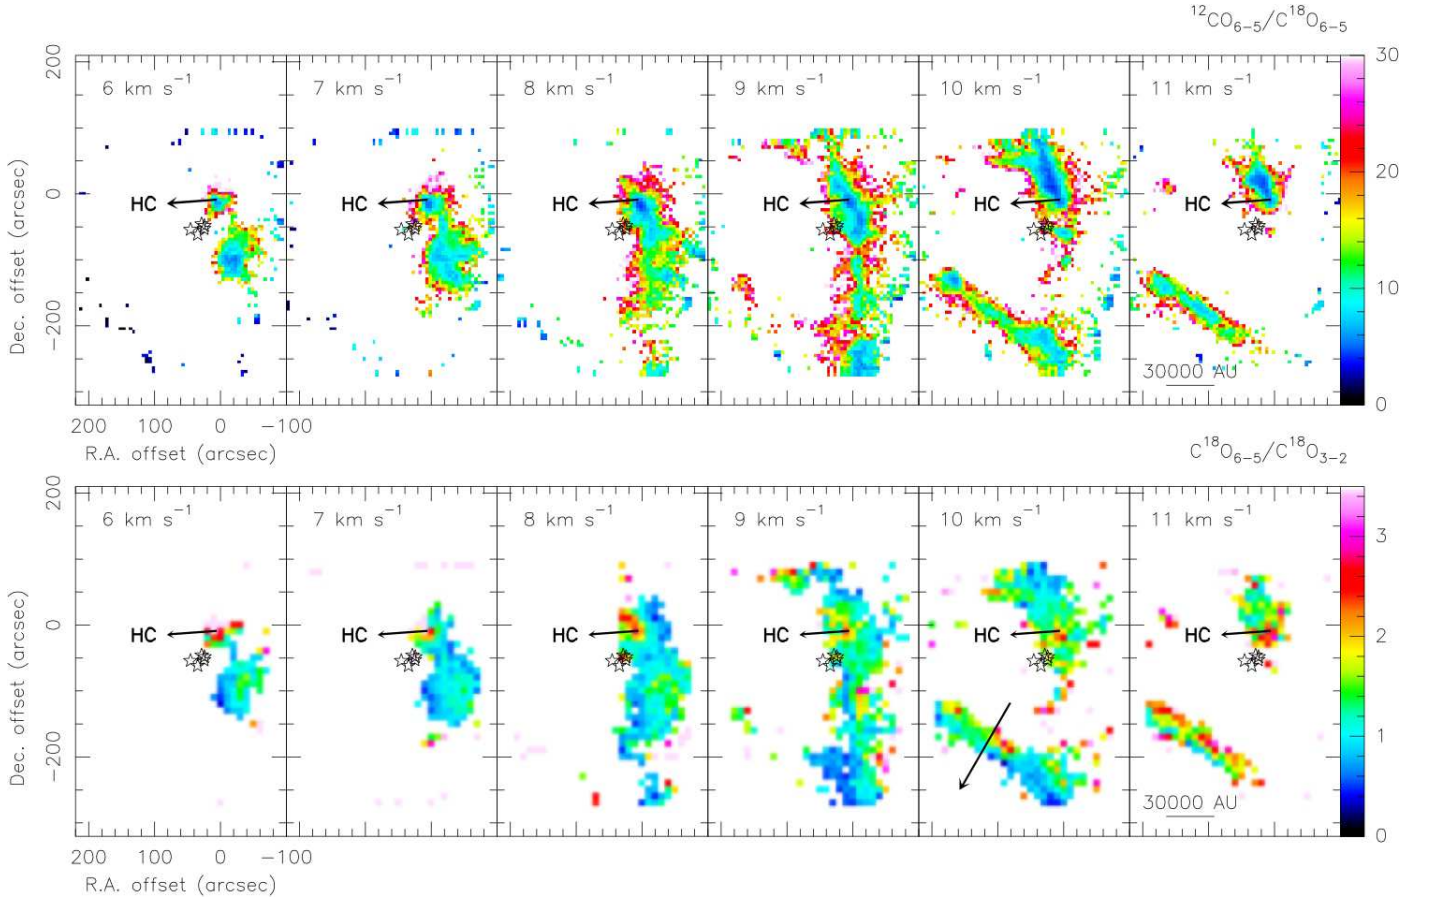 ¹²CO₆₋₅/C¹⁸O₆₋₅
6 km s⁻¹ 7 km s⁻¹ 8 km s⁻¹ 9 km s⁻¹ 10 km s⁻¹ 11 km s⁻¹
HC HC HC HC HC HC
200
0
−200
Dec. offset (arcsec)
30
20
10
0
30000 AU
200 100 0 −100
R.A. offset (arcsec)
C¹⁸O₆₋₅/C¹⁸O₃₋₂
6 km s⁻¹ 7 km s⁻¹ 8 km s⁻¹ 9 km s⁻¹ 10 km s⁻¹ 11 km s⁻¹
HC HC HC HC HC HC
200
0
−200
Dec. offset (arcsec)
3
2
1
0
30000 AU
200 100 0 −100
R.A. offset (arcsec)